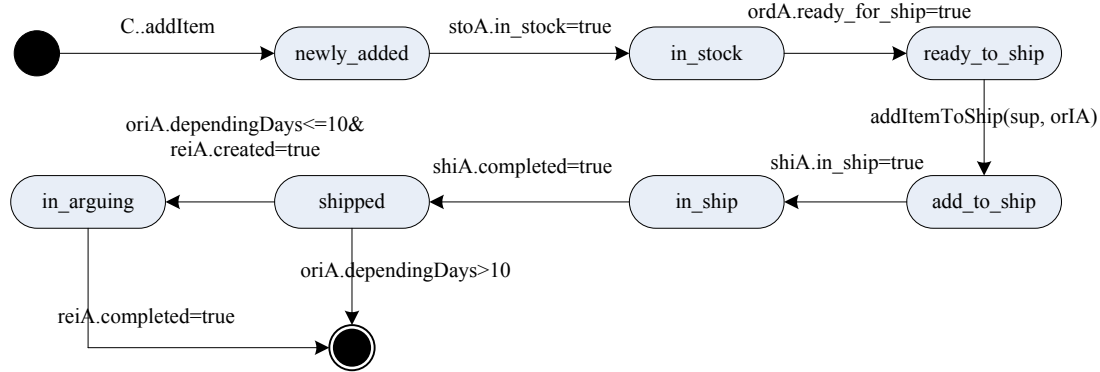 C..addItem
newly_added
stoA.in_stock=true
in_stock
ordA.ready_for_ship=true
ready_to_ship
addItemToShip(sup, orIA)
add_to_ship
shiA.in_ship=true
in_ship
shiA.completed=true
shipped
oriA.dependingDays<=10&
reiA.created=true
in_arguing
oriA.dependingDays>10
reiA.completed=true